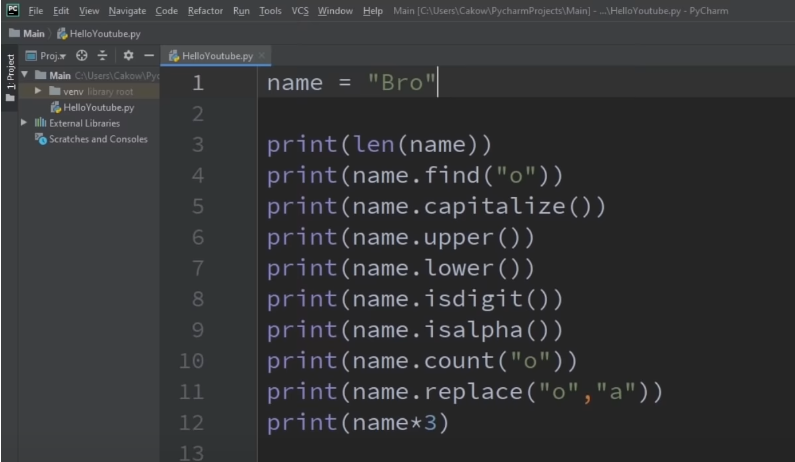 PC File Edit View Navigate Code Refactor Run Tools VCS Window Help Main [C:\Users\Cakow\PycharmProjects\Main] - ...\HelloYoutube.py - PyCharm
Main HelloYoutube.py
1: Project
Proj. HelloYoutube.py
Main C:\Users\Cakow\Pyc
venv library root
HelloYoutube.py
External Libraries
Scratches and Consoles
1 name = "Bro"
2
3 print(len(name))
4 print(name.find("o"))
5 print(name.capitalize())
6 print(name.upper())
7 print(name.lower())
8 print(name.isdigit())
9 print(name.isalpha())
10 print(name.count("o"))
11 print(name.replace("o","a"))
12 print(name*3)
13